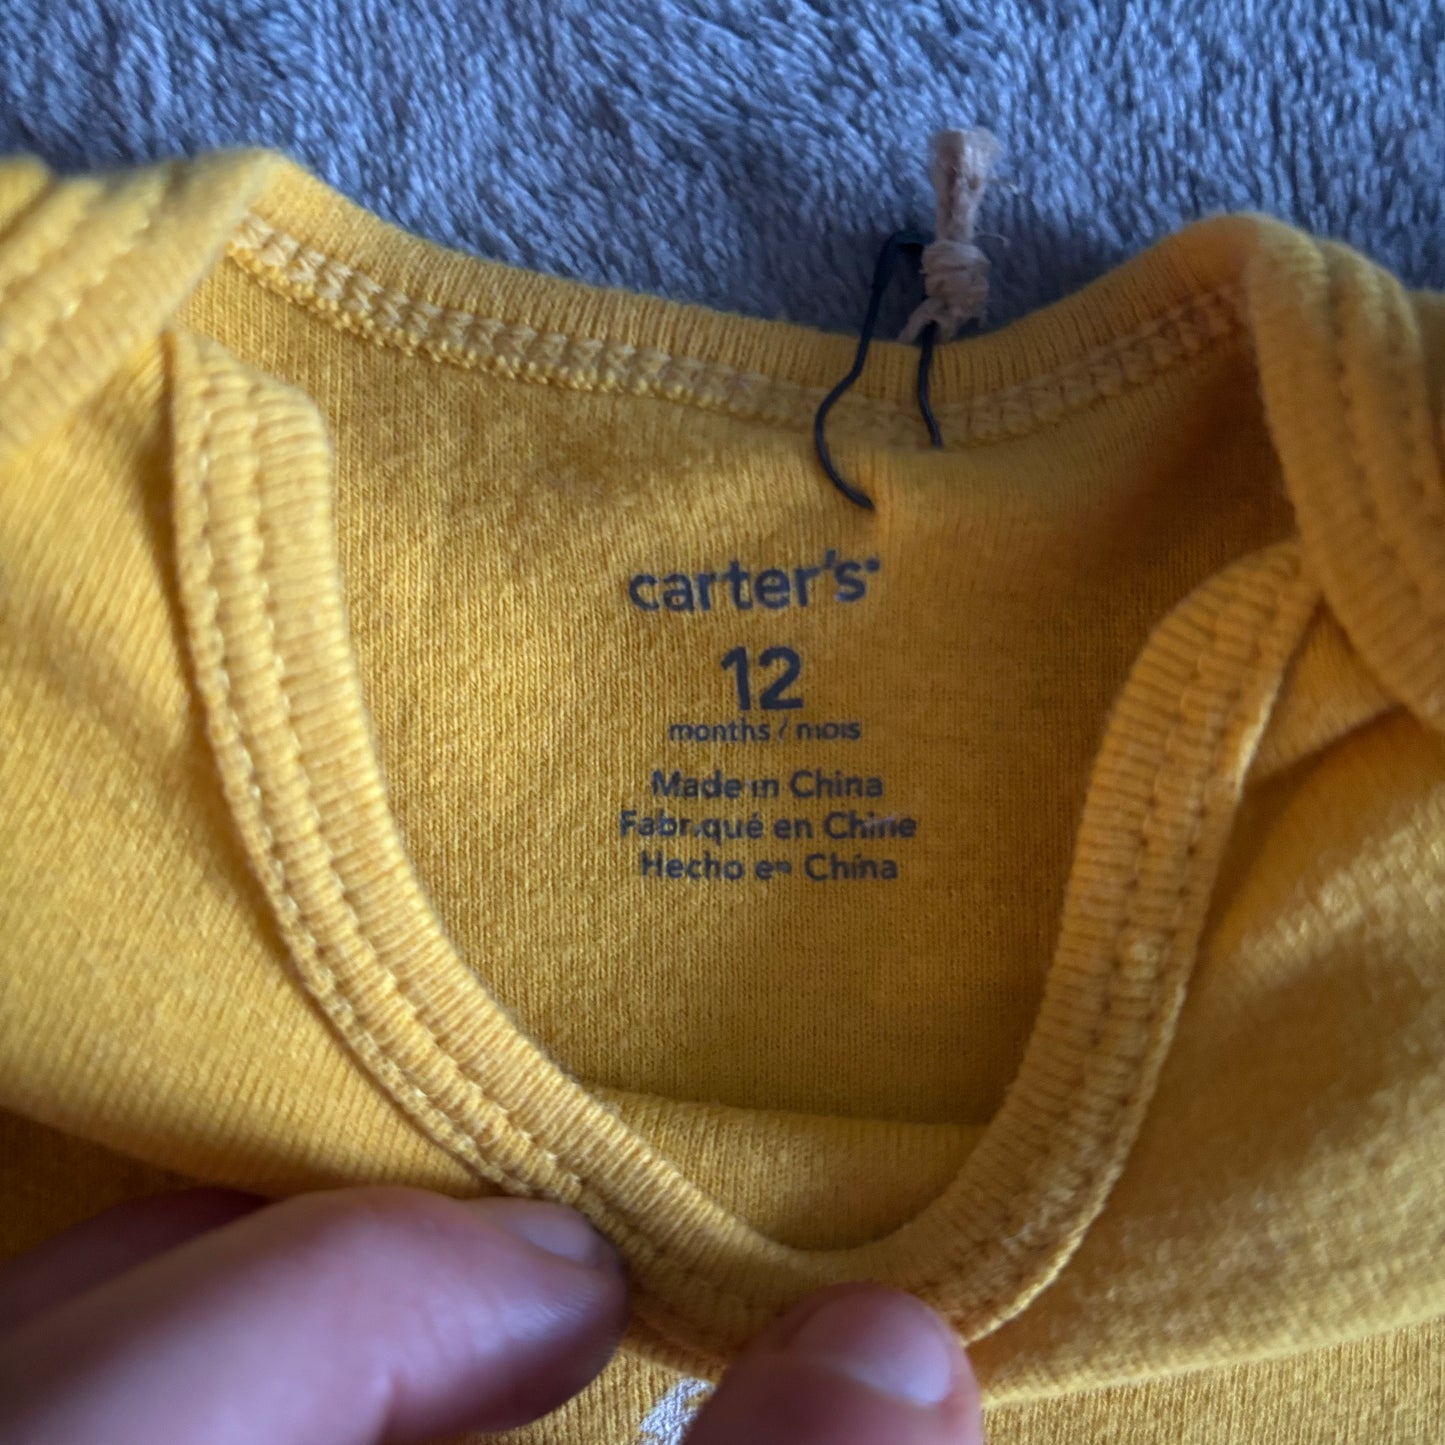 carter's
12
months / mois
Made in China
Fabriqué en Chine
Hecho en China